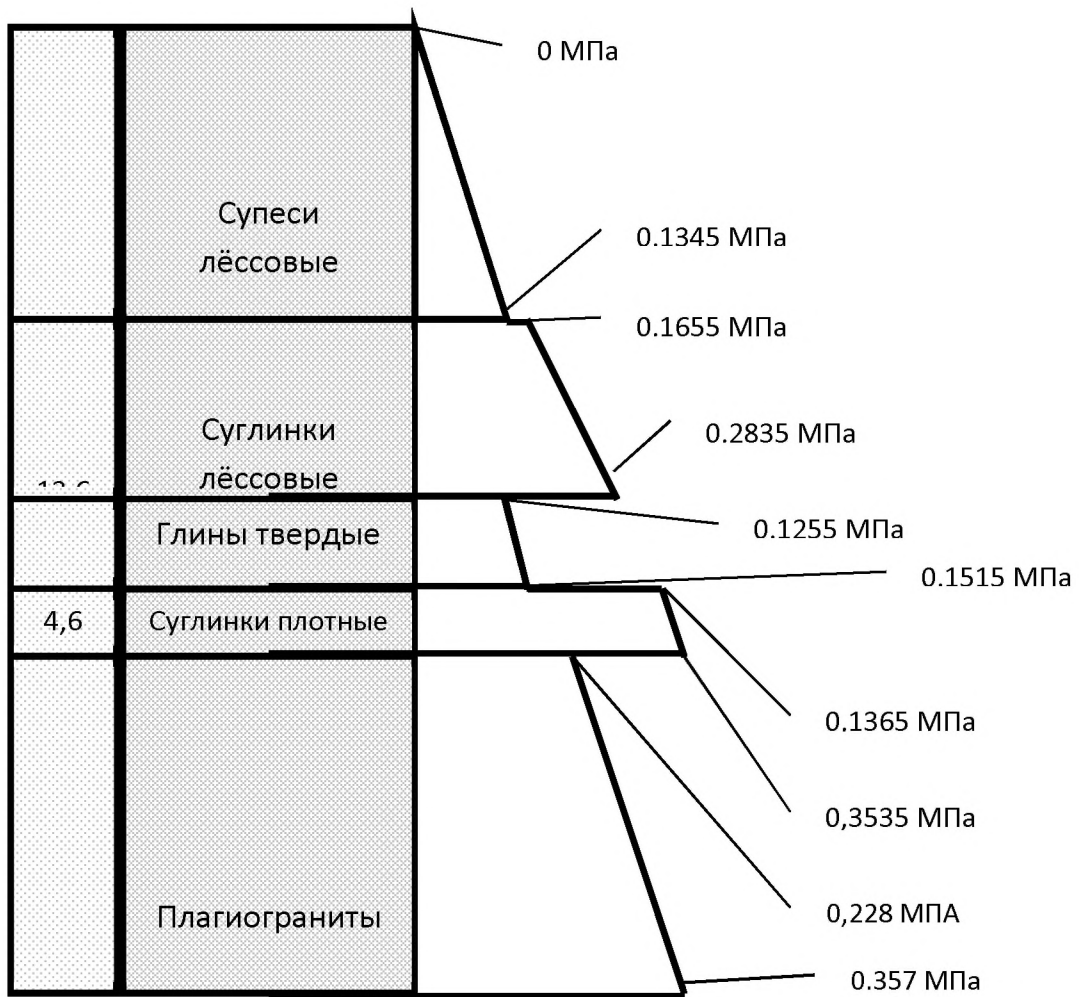 0 МПа
Супеси
лёссовые
0.1345 МПа
0.1655 МПа
Суглинки
лёссовые
0.2835 МПа
Глины твердые
0.1255 МПа
0.1515 МПа
4,6
Суглинки плотные
0.1365 МПа
0,3535 МПа
0,228 МПА
Плагиограниты
0.357 МПа